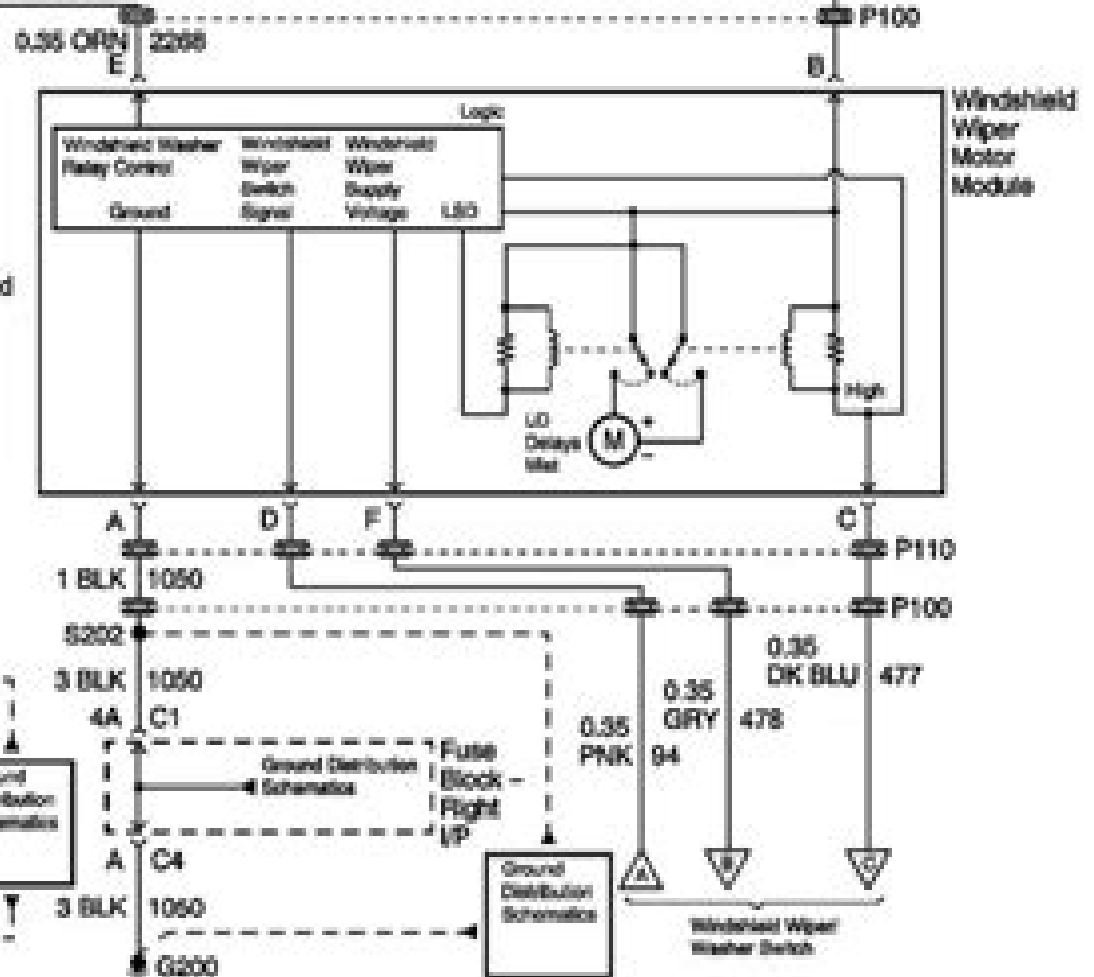 P100
0.35 ORN 2268
E
B
Logic
Windshield
Wiper
Motor
Module
Windshield Washer
Relay Control
Ground
Windshield
Wiper
Switch
Signal
Windshield
Wiper
Supply
Voltage
LSD
d
High
LO
Delays
Mist
M
+
–
A
D
F
C
P110
1 BLK 1050
P100
S202
0.35
DK BLU 477
3 BLK 1050
0.35
GRY 478
4A C1
0.35
PNK 94
Ground Distribution
Schematics
Fuse
Block –
Right
I/P
A C4
Ground
Distribution
Schematics
A
B
C
3 BLK 1050
Windshield Wiper/
Washer Switch
G200